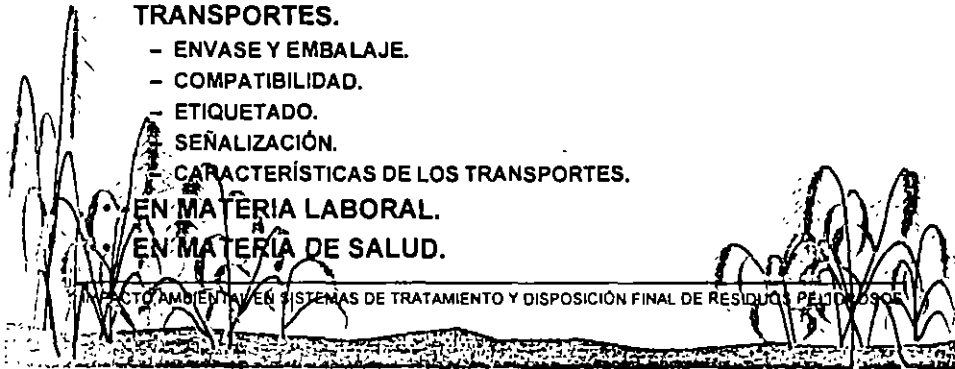 TRANSPORTES.
– ENVASE Y EMBALAJE.
– COMPATIBILIDAD.
– ETIQUETADO.
– SEÑALIZACIÓN.
– CARACTERÍSTICAS DE LOS TRANSPORTES.
• EN MATERIA LABORAL.
• EN MATERIA DE SALUD.
IMPACTO AMBIENTAL EN SISTEMAS DE TRATAMIENTO Y DISPOSICIÓN FINAL DE RESIDUOS PELIGROSOS